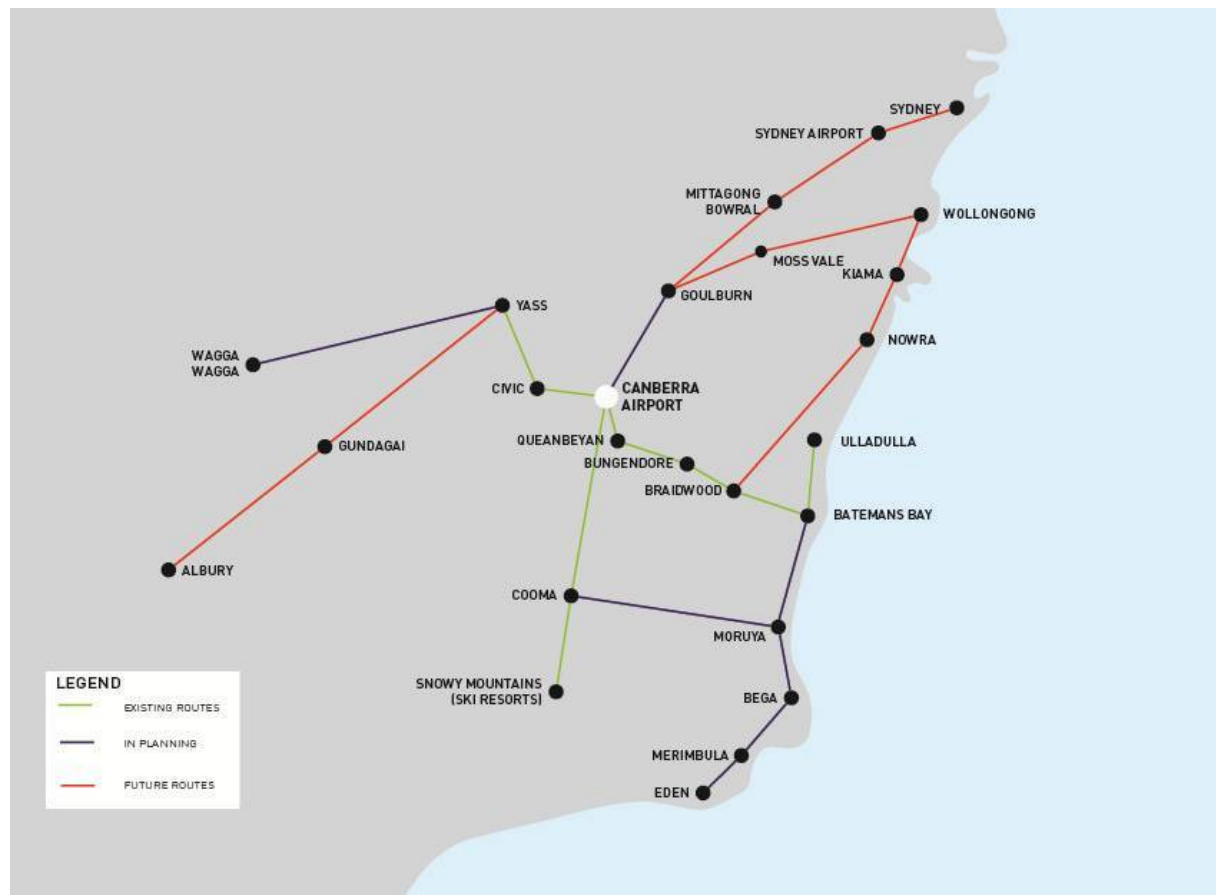 SYDNEY
SYDNEY AIRPORT
MITTAGONG
BOWRAL
WOLLONGONG
MOSS VALE
KIAMA
GOULBURN
YASS
NOWRA
WAGGA
WAGGA
CIVIC
CANBERRA
AIRPORT
QUEANBEYAN
ULLADULLA
GUNDAGAI
BUNGENDORE
BRAIDWOOD
BATEMANS BAY
ALBURY
COOMA
MORUYA
SNOWY MOUNTAINS
(SKI RESORTS)
BEGA
MERIMBULA
EDEN
LEGEND
EXISTING ROUTES
IN PLANNING
FUTURE ROUTES